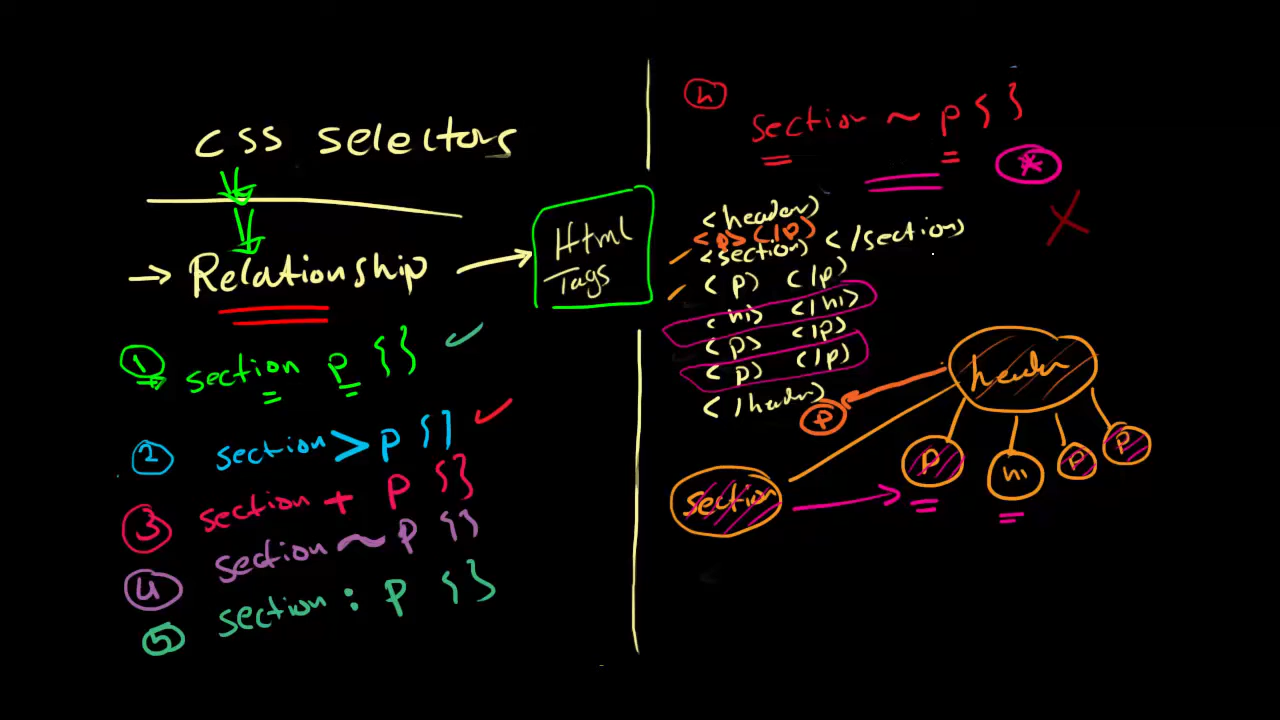 CSS selectors
→ Relationship →
Html
Tags
① section p { }
② section > p { }
③ section + p { }
④ section ~ p { }
⑤ section : p { }
section ~ p { }
*
<header>
<p> </p>
<section> </section>
<p> </p>
<h1> </h1>
<p> </p>
<p> </p>
</header>
header
p
section
p
h1
p
p